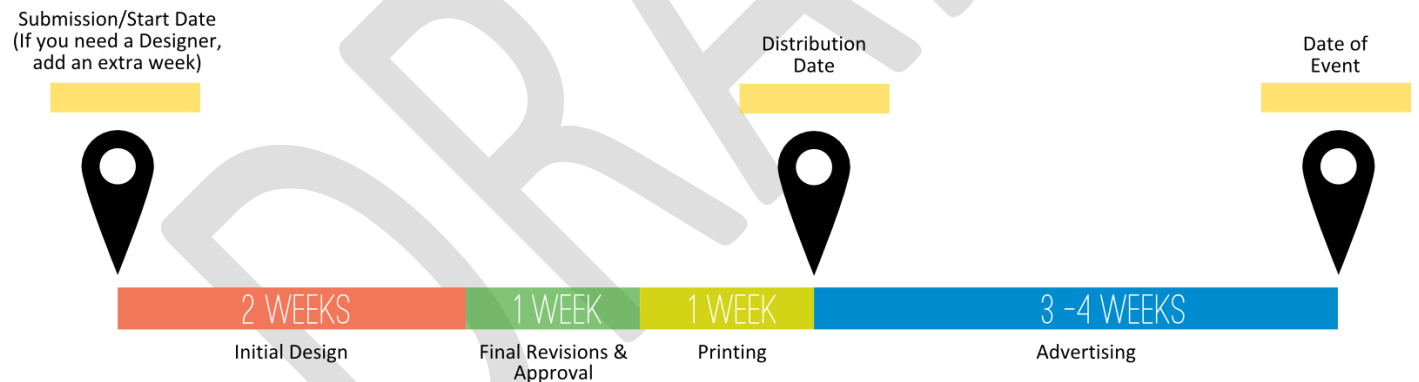 Submission/Start Date
(If you need a Designer,
add an extra week)
Distribution
Date
Date of
Event
2 WEEKS
1 WEEK
1 WEEK
3 -4 WEEKS
Initial Design
Final Revisions &
Approval
Printing
Advertising
DRA